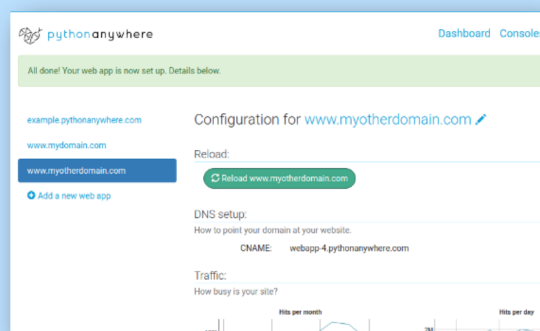 pythonanywhere
Dashboard Console
All done! Your web app is now set up. Details below.
example.pythonanywhere.com
www.mydomain.com
www.myotherdomain.com
Add a new web app
Configuration for www.myotherdomain.com
Reload:
Reload www.myotherdomain.com
DNS setup:
How to point your domain at your website.
CNAME: webapp-4.pythonanywhere.com
Traffic:
How busy is your site?
Hits per month
Hits per day
2M